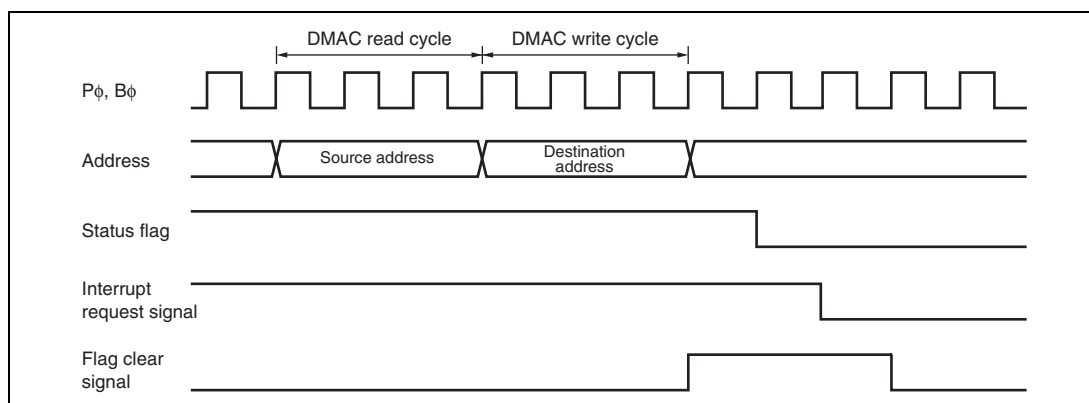 DMAC read cycle DMAC write cycle
Pφ, Bφ
Address Source address Destination
address
Status flag
Interrupt
request signal
Flag clear
signal